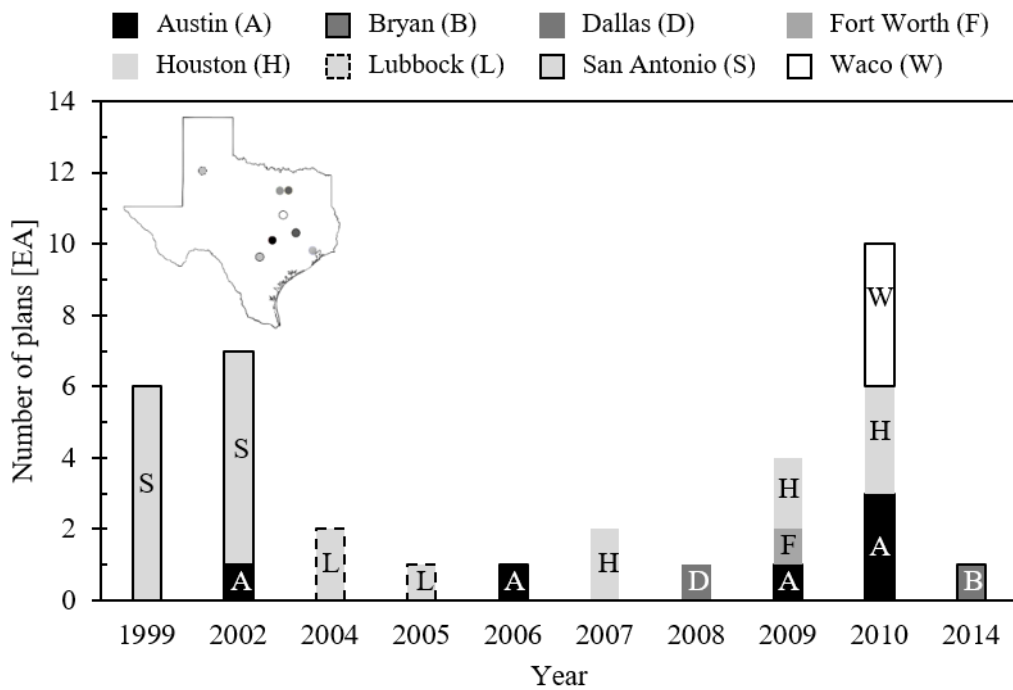 Austin (A) Bryan (B) Dallas (D) Fort Worth (F)
Houston (H) Lubbock (L) San Antonio (S) Waco (W)
Number of plans [EA]
14
12
10
8
6
4
2
0
S
S
A
L
L
A
H
D
H
F
A
W
H
A
B
1999 2002 2004 2005 2006 2007 2008 2009 2010 2014
Year